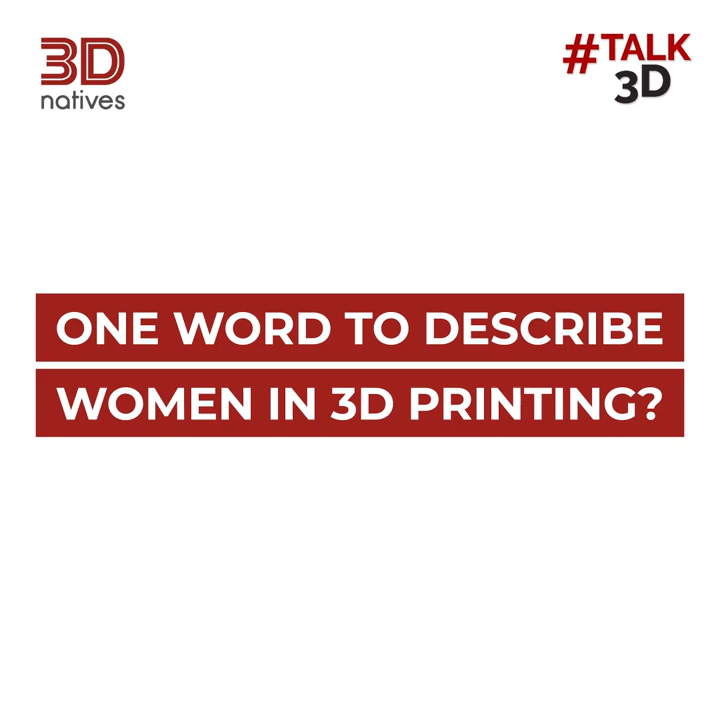 3D
natives
#TALK
3D
ONE WORD TO DESCRIBE
WOMEN IN 3D PRINTING?